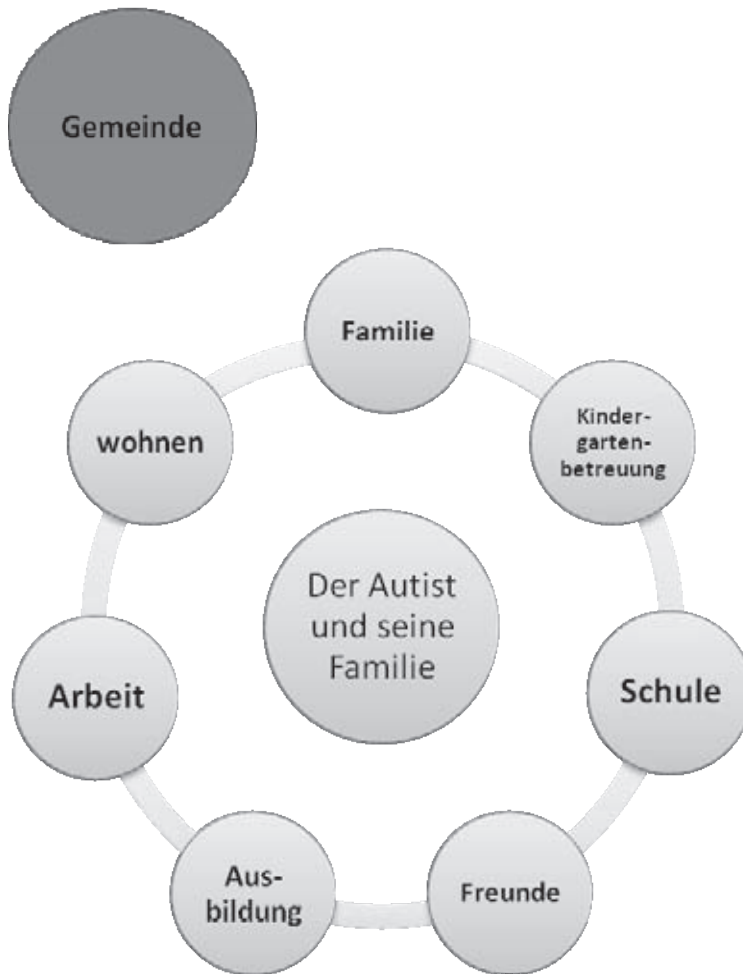 Gemeinde
Familie
Kinder-
garten-
betreuung
wohnen
Der Autist
und seine
Familie
Schule
Arbeit
Aus-
bildung
Freunde